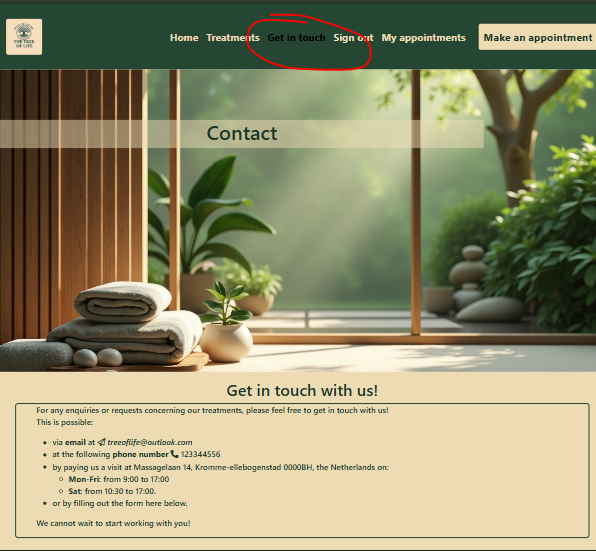 THE TREE
OF LIFE
Home Treatments Get in touch Sign out My appointments Make an appointment
Contact
Get in touch with us!
For any enquiries or requests concerning our treatments, please feel free to get in touch with us!
This is possible:
via email at treeoflife@outlook.com
at the following phone number 123344556
by paying us a visit at Massagelaan 14, Kromme-ellebogenstad 0000BH, the Netherlands on:
Mon-Fri: from 9:00 to 17:00
Sat: from 10:30 to 17:00.
or by filling out the form here below.
We cannot wait to start working with you!